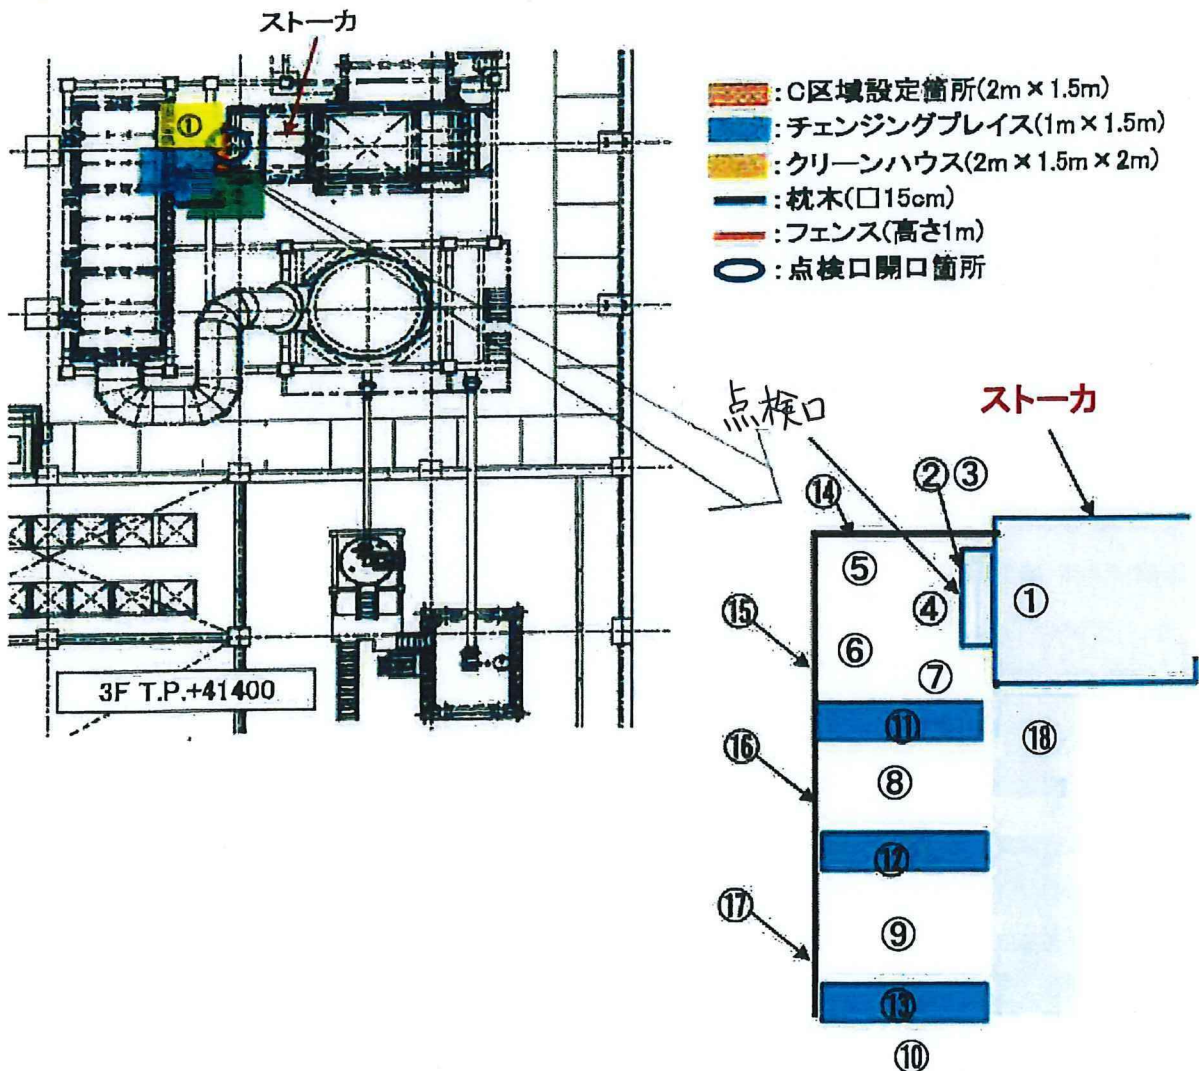 ストーカ
①
:C区域設定箇所(2m×1.5m)
:チェンジングプレイス(1m×1.5m)
:クリーンハウス(2m×1.5m×2m)
:枕木(□15cm)
:フェンス(高さ1m)
:点検口開口箇所
3F T.P.+41400
点検口
ストーカ
⑭
②③
⑤
④
①
⑮
⑥
⑦
⑪
⑱
⑯
⑧
⑫
⑰
⑨
⑬
⑩